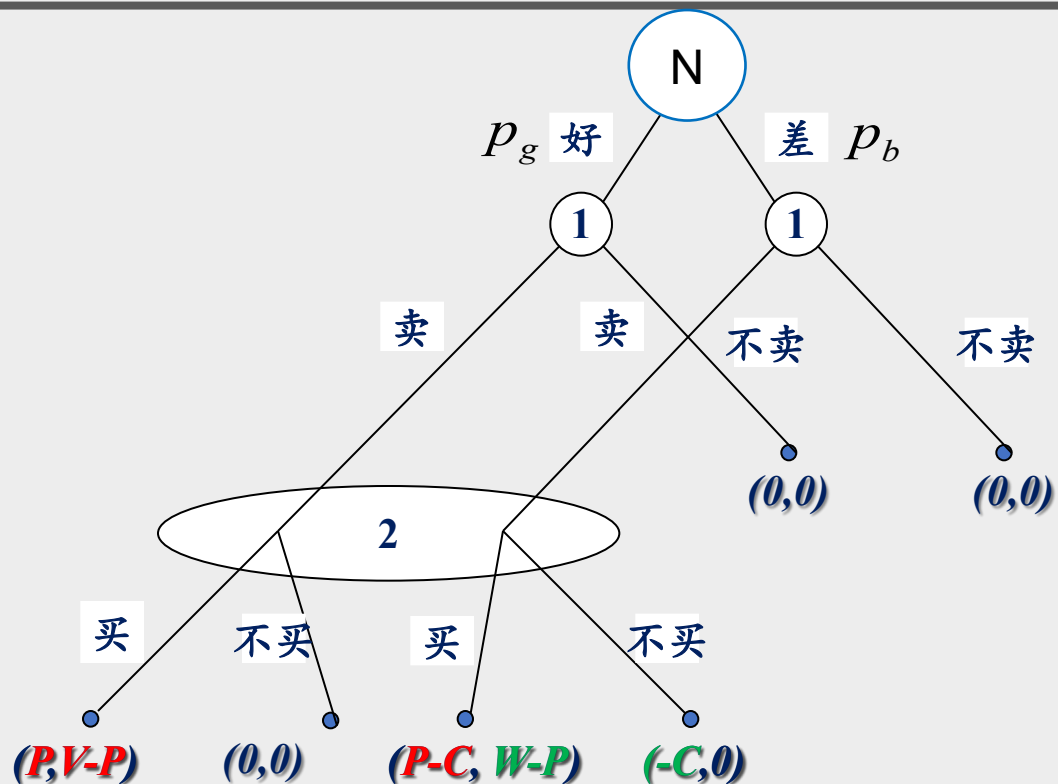 N
p_g 好 差 p_b
1 1
卖 卖 不卖 不卖
(0,0) (0,0)
2
买 不买 买 不买
(P,V-P) (0,0) (P-C, W-P) (-C,0)